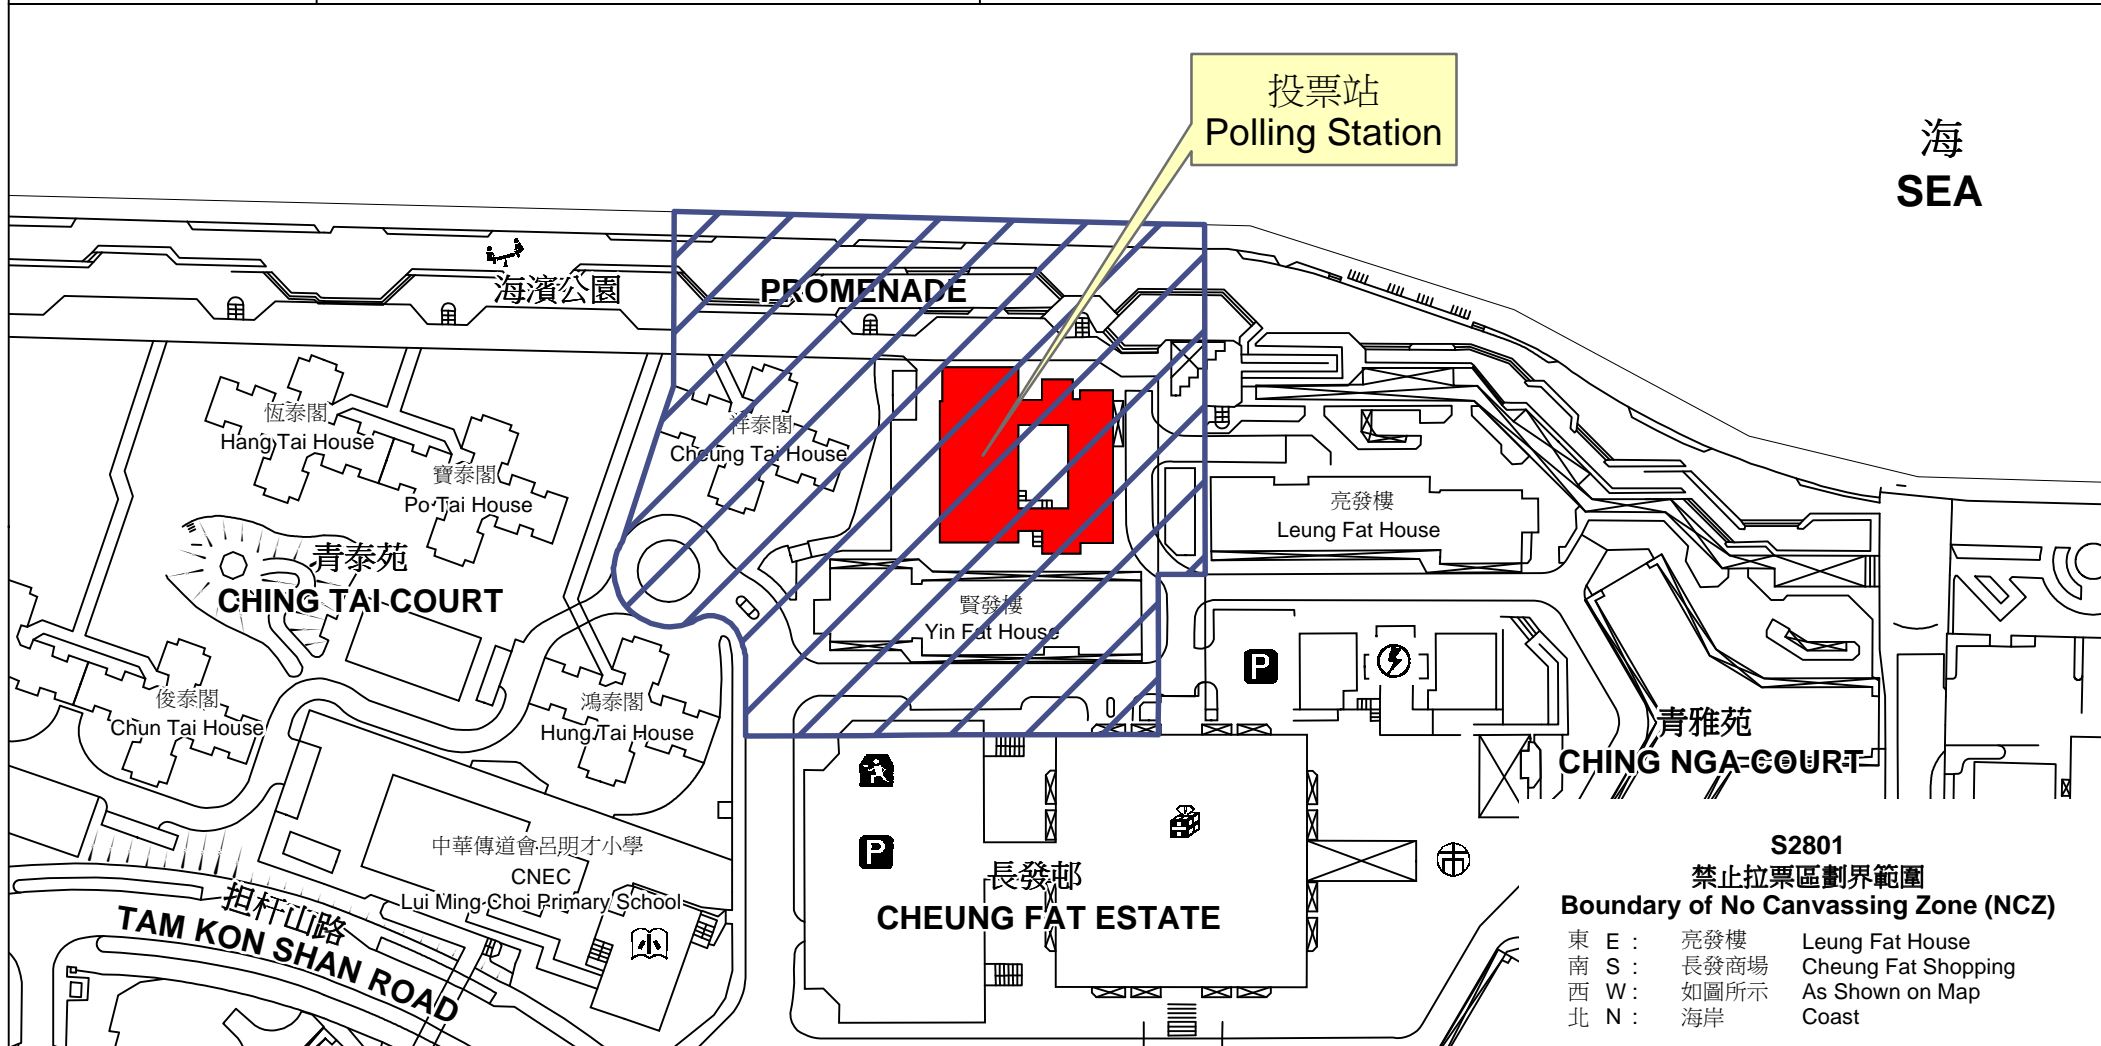 投票站
Polling Station
海
SEA
海濱公園
PROMENADE
恆泰閣
Hang Tai House
祥泰閣
Cheung Tai House
寶泰閣
Po Tai House
亮發樓
Leung Fat House
青泰苑
CHING TAI COURT
賢發樓
Yin Fat House
P
俊泰閣
Chun Tai House
鴻泰閣
Hung Tai House
青雅苑
CHING NGA COURT
中華傳道會呂明才小學
CNEC
Lui Ming Choi Primary School
小
P
長發邨
CHEUNG FAT ESTATE
市
担杆山路
TAM KON SHAN ROAD
S2801
禁止拉票區劃界範圍
Boundary of No Canvassing Zone (NCZ)
東 E : 亮發樓 Leung Fat House
南 S : 長發商場 Cheung Fat Shopping
西 W : 如圖所示 As Shown on Map
北 N : 海岸 Coast